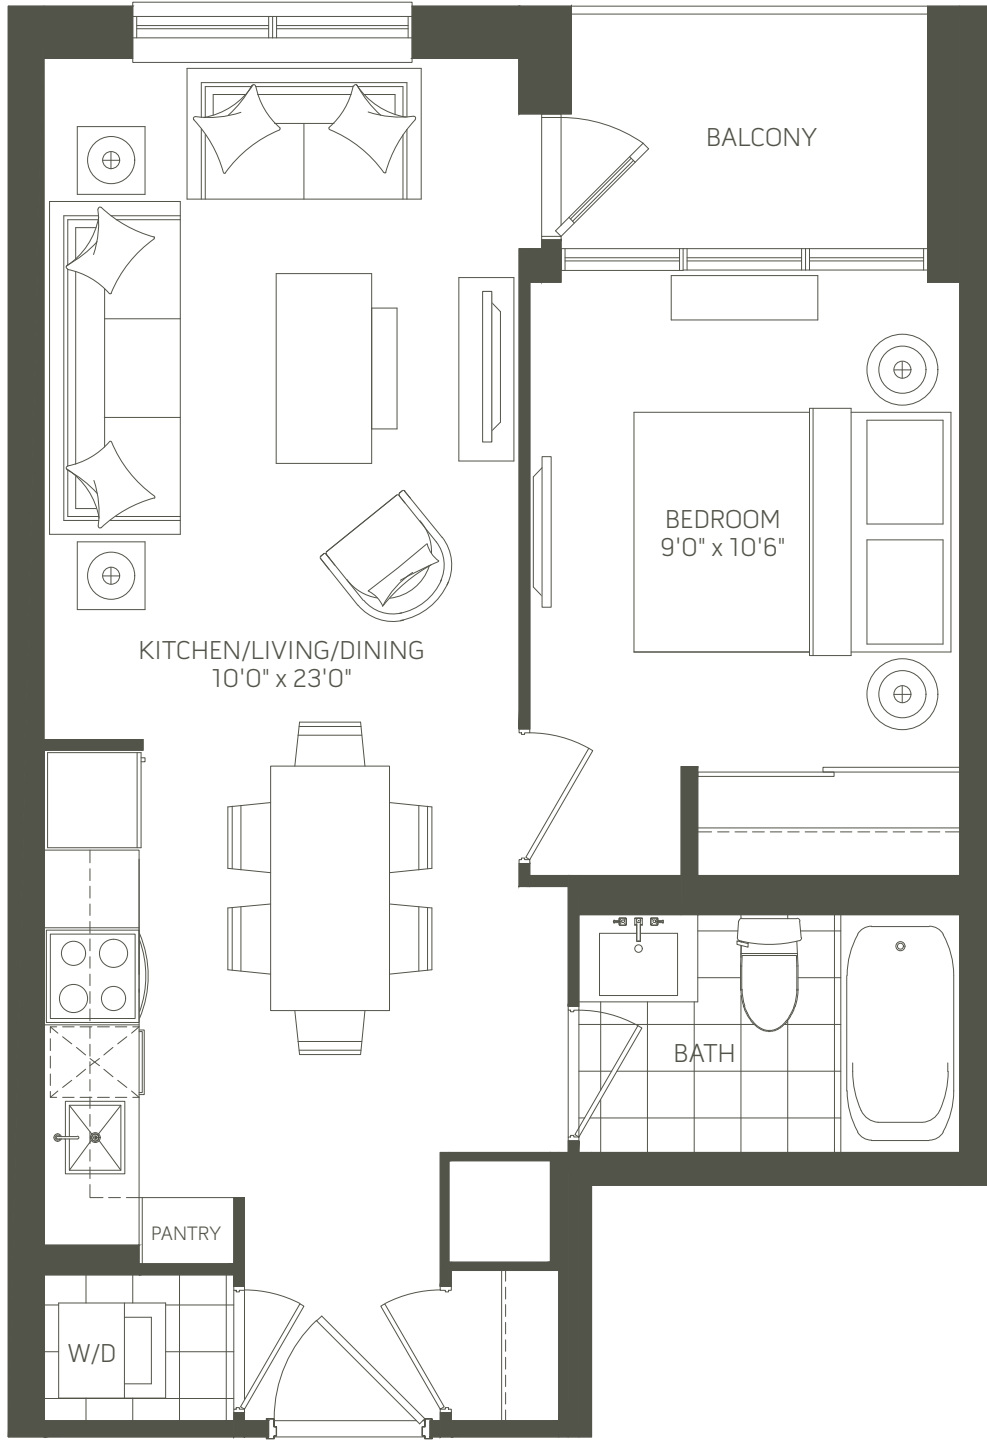 BALCONY
BEDROOM
9'0" x 10'6"
KITCHEN/LIVING/DINING
10'0" x 23'0"
BATH
PANTRY
W/D